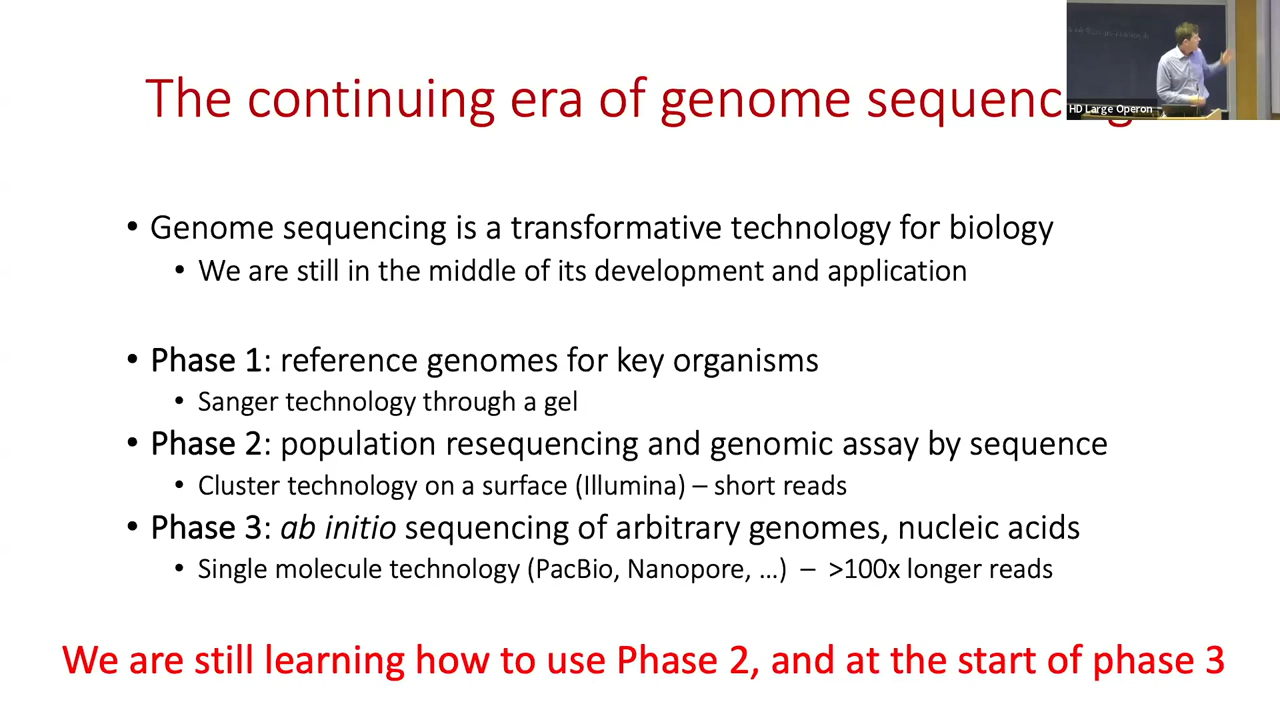 The continuing era of genome sequenc g
HD Large Operon
• Genome sequencing is a transformative technology for biology
• We are still in the middle of its development and application
• Phase 1: reference genomes for key organisms
• Sanger technology through a gel
• Phase 2: population resequencing and genomic assay by sequence
• Cluster technology on a surface (Illumina) – short reads
• Phase 3: ab initio sequencing of arbitrary genomes, nucleic acids
• Single molecule technology (PacBio, Nanopore, …) – >100x longer reads
We are still learning how to use Phase 2, and at the start of phase 3